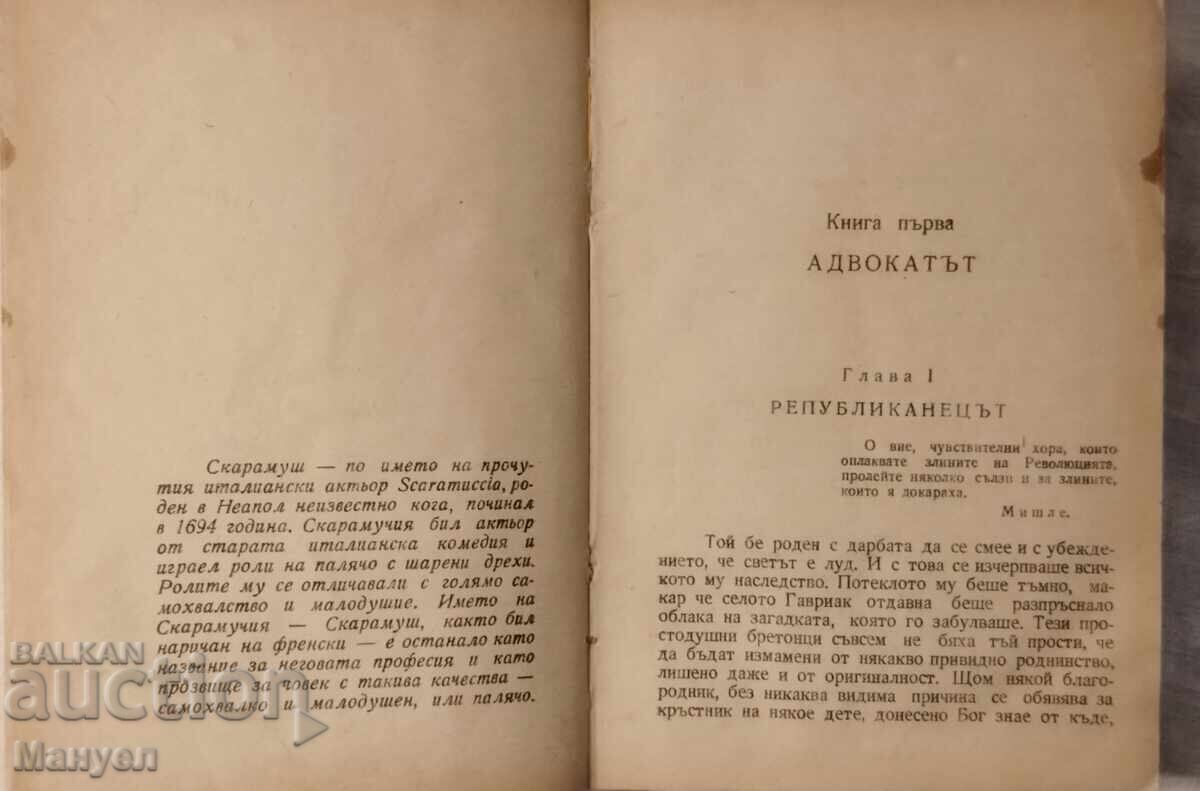 Скарамуш — по името на прочу-
тия италиански актьор Scaramuccia, ро-
ден в Неапол неизвестно кога, починал
в 1694 година. Скарамучия бил актьор
от старата италианска комедия и
играел роли на палячо с шарени дрехи.
Ролите му се отличавали с голямо са-
мохвалство и малодушие. Името на
Скарамучия — Скарамуш, както бил
наричан на френски — е останало като
название за неговата професия и като
прозвище за човек с такива качества —
самохвално и малодушен, или палячо.
Книга първа
АДВОКАТЪТ
Глава I
РЕПУБЛИКАНЕЦЪТ
О вие, чувствителни хора, които
оплаквате злините на Революцията,
пролейте няколко сълзи и за злините,
които я докараха.
Мишле.
Той бе роден с дарбата да се смее и с убежде-
нието, че светът е луд. И с това се изчерпваше всич-
кото му наследство. Потеклото му беше тъмно, ма-
кар че селото Гавриак отдавна беше разпръснало
облака на загадката, която го забулваше. Тези про-
стодушни бретонци съвсем не бяха тъй прости, че
да бъдат измамени от някакво привидно роднинство,
лишено даже и от оригиналност. Щом някой благо-
родник, без никаква видима причина се обявява за
кръстник на някое дете, донесено Бог знае от къде,
BALKAN
auction
Мануел